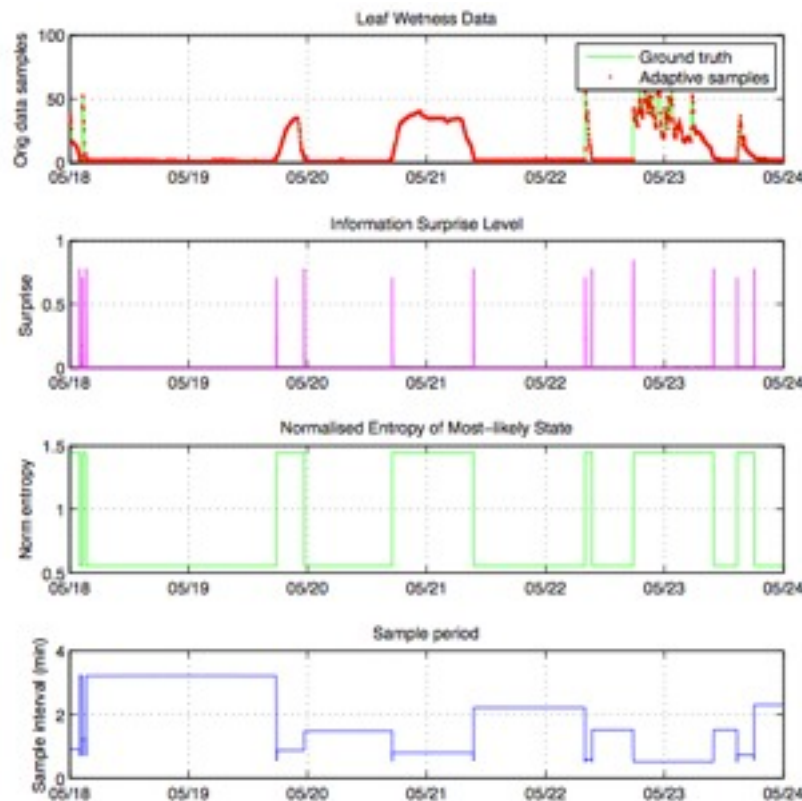 Leaf Wetness Data
Orig data samples
100
50
0
Ground truth
Adaptive samples
05/18 05/19 05/20 05/21 05/22 05/23 05/24
Information Surprise Level
Surprise
1
0.5
0
05/18 05/19 05/20 05/21 05/22 05/23 05/24
Normalised Entropy of Most-likely State
Norm entropy
1.5
1
0.5
05/18 05/19 05/20 05/21 05/22 05/23 05/24
Sample period
Sample interval (min)
4
2
0
05/18 05/19 05/20 05/21 05/22 05/23 05/24